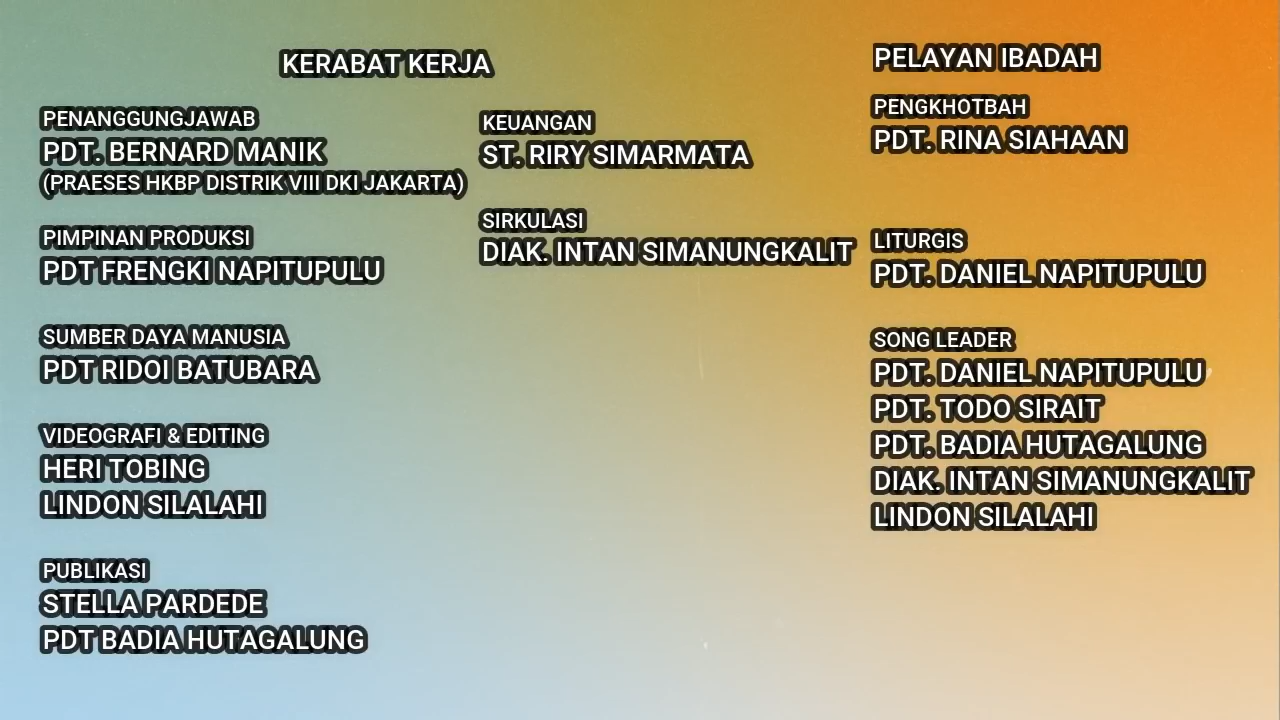 KERABAT KERJA
PENANGGUNGJAWAB
PDT. BERNARD MANIK
(PRAESES HKBP DISTRIK VIII DKI JAKARTA)
PIMPINAN PRODUKSI
PDT FRENGKI NAPITUPULU
SUMBER DAYA MANUSIA
PDT RIDOI BATUBARA
VIDEOGRAFI & EDITING
HERI TOBING
LINDON SILALAHI
PUBLIKASI
STELLA PARDEDE
PDT BADIA HUTAGALUNG
KEUANGAN
ST. RIRY SIMARMATA
SIRKULASI
DIAK. INTAN SIMANUNGKALIT
PELAYAN IBADAH
PENGKHOTBAH
PDT. RINA SIAHAAN
LITURGIS
PDT. DANIEL NAPITUPULU
SONG LEADER
PDT. DANIEL NAPITUPULU
PDT. TODO SIRAIT
PDT. BADIA HUTAGALUNG
DIAK. INTAN SIMANUNGKALIT
LINDON SILALAHI